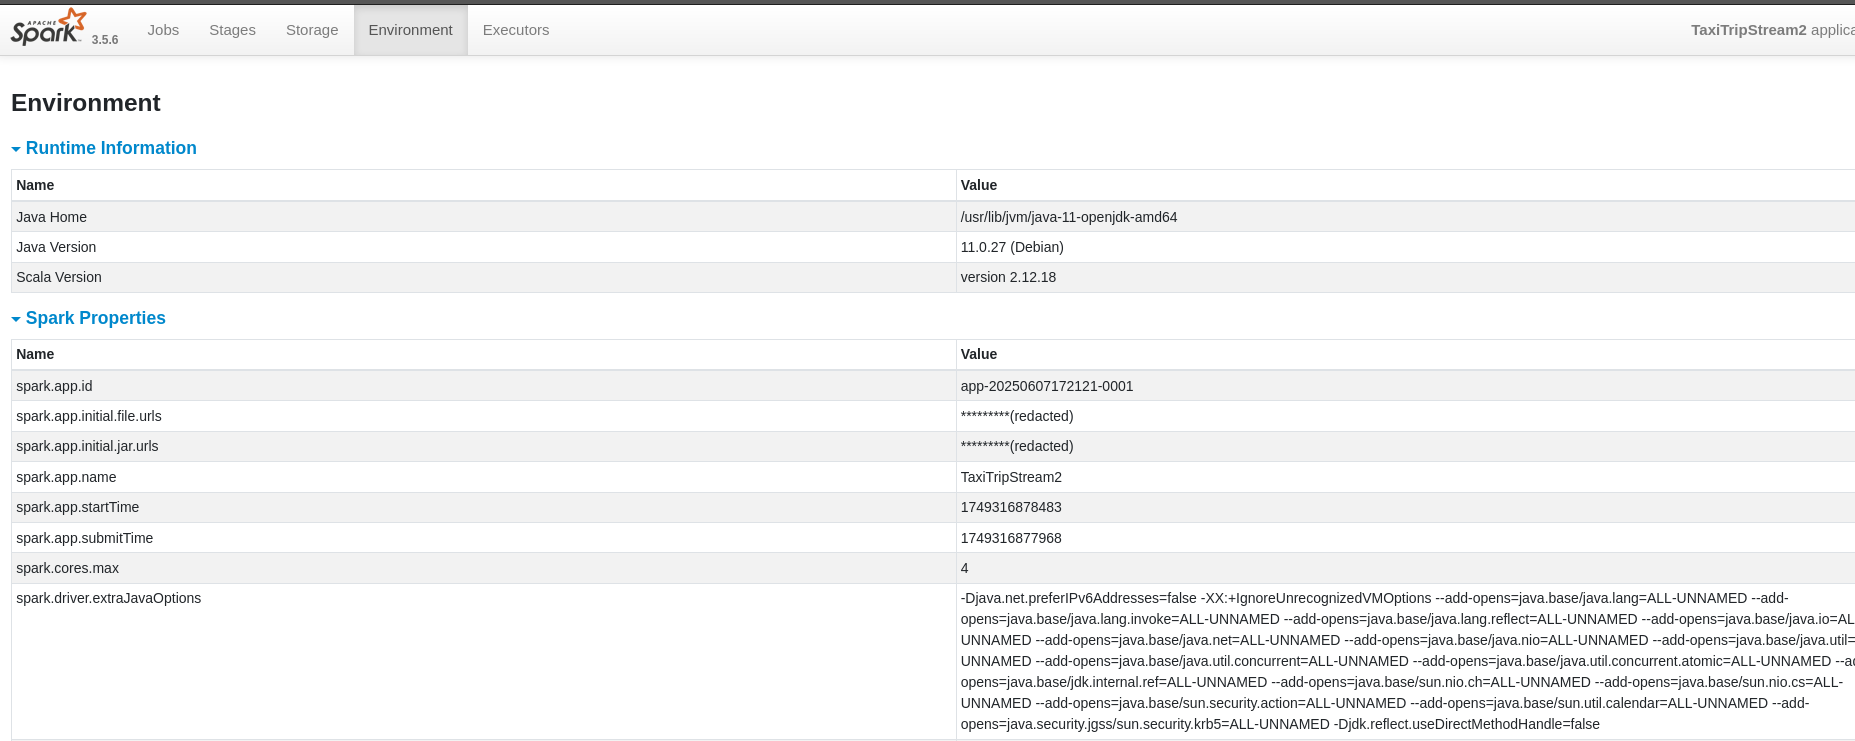 APACHE
Spark 3.5.6 Jobs Stages Storage Environment Executors TaxiTripStream2 applica
Environment
Runtime Information
Name Value
Java Home /usr/lib/jvm/java-11-openjdk-amd64
Java Version 11.0.27 (Debian)
Scala Version version 2.12.18
Spark Properties
Name Value
spark.app.id app-20250607172121-0001
spark.app.initial.file.urls *********(redacted)
spark.app.initial.jar.urls *********(redacted)
spark.app.name TaxiTripStream2
spark.app.startTime 1749316878483
spark.app.submitTime 1749316877968
spark.cores.max 4
spark.driver.extraJavaOptions -Djava.net.preferIPv6Addresses=false -XX:+IgnoreUnrecognizedVMOptions --add-opens=java.base/java.lang=ALL-UNNAMED --add-
opens=java.base/java.lang.invoke=ALL-UNNAMED --add-opens=java.base/java.lang.reflect=ALL-UNNAMED --add-opens=java.base/java.io=AL
UNNAMED --add-opens=java.base/java.net=ALL-UNNAMED --add-opens=java.base/java.nio=ALL-UNNAMED --add-opens=java.base/java.util=
UNNAMED --add-opens=java.base/java.util.concurrent=ALL-UNNAMED --add-opens=java.base/java.util.concurrent.atomic=ALL-UNNAMED --ad
opens=java.base/jdk.internal.ref=ALL-UNNAMED --add-opens=java.base/sun.nio.ch=ALL-UNNAMED --add-opens=java.base/sun.nio.cs=ALL-
UNNAMED --add-opens=java.base/sun.security.action=ALL-UNNAMED --add-opens=java.base/sun.util.calendar=ALL-UNNAMED --add-
opens=java.security.jgss/sun.security.krb5=ALL-UNNAMED -Djdk.reflect.useDirectMethodHandle=false